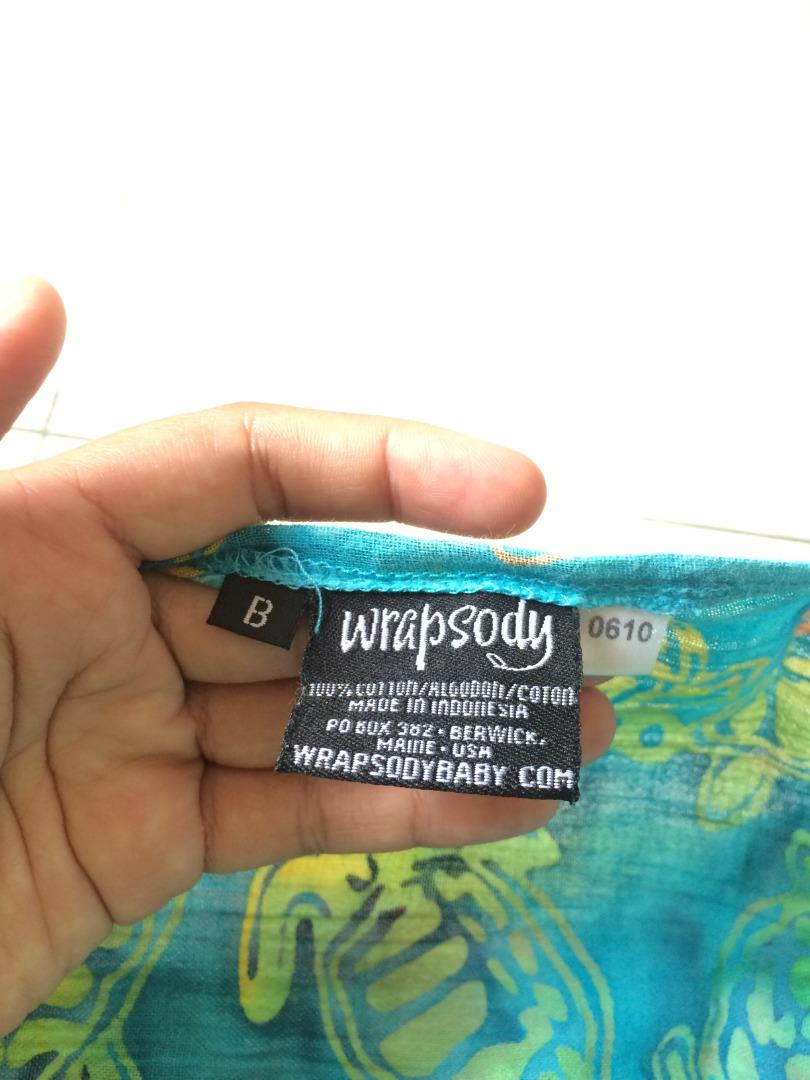 B
wrapsody
0610
100% COTTON/ALGODON/COTON
MADE IN INDONESIA
PO BOX 382 · BERWICK,
MAINE · USA
WRAPSODYBABY.COM